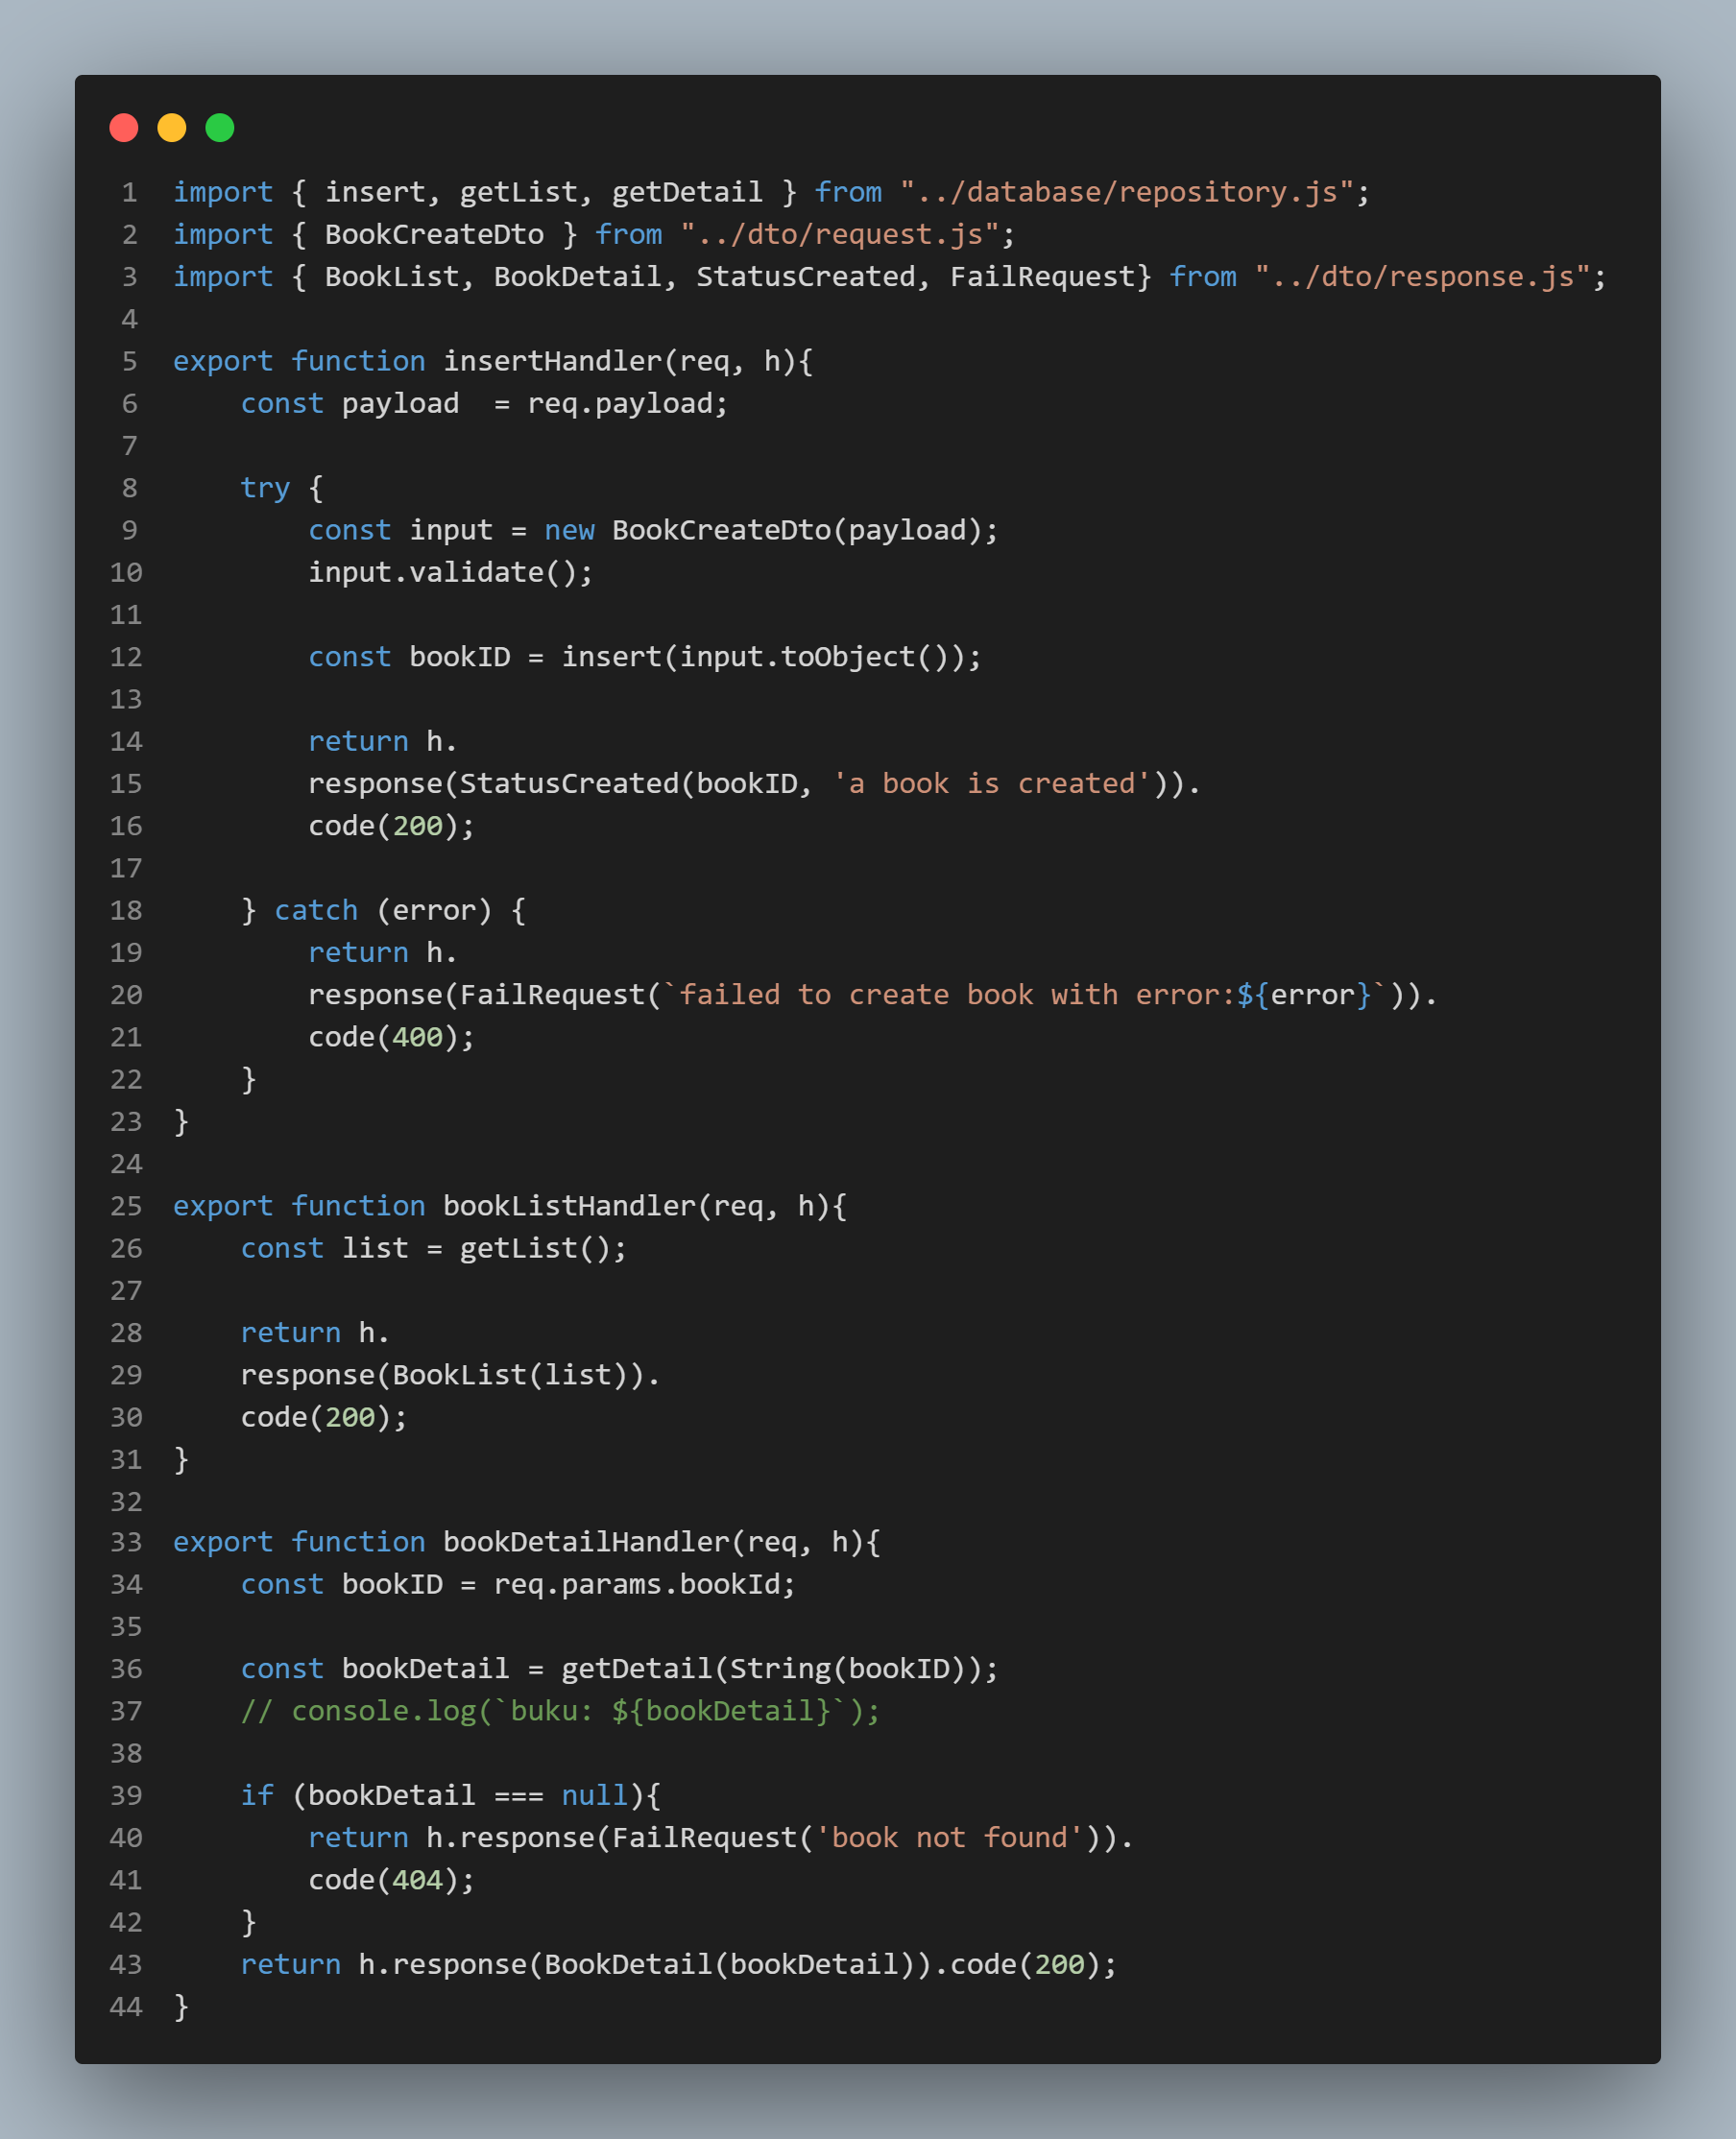 1 import { insert, getList, getDetail } from "../database/repository.js";
2 import { BookCreateDto } from "../dto/request.js";
3 import { BookList, BookDetail, StatusCreated, FailRequest} from "../dto/response.js";
4
5 export function insertHandler(req, h){
6     const payload  = req.payload;
7
8     try {
9         const input = new BookCreateDto(payload);
10         input.validate();
11
12         const bookID = insert(input.toObject());
13
14         return h.
15         response(StatusCreated(bookID, 'a book is created')).
16         code(200);
17
18     } catch (error) {
19         return h.
20         response(FailRequest(`failed to create book with error:${error}`)).
21         code(400);
22     }
23 }
24
25 export function bookListHandler(req, h){
26     const list = getList();
27
28     return h.
29     response(BookList(list)).
30     code(200);
31 }
32
33 export function bookDetailHandler(req, h){
34     const bookID = req.params.bookId;
35
36     const bookDetail = getDetail(String(bookID));
37     // console.log(`buku: ${bookDetail}`);
38
39     if (bookDetail === null){
40         return h.response(FailRequest('book not found')).
41         code(404);
42     }
43     return h.response(BookDetail(bookDetail)).code(200);
44 }